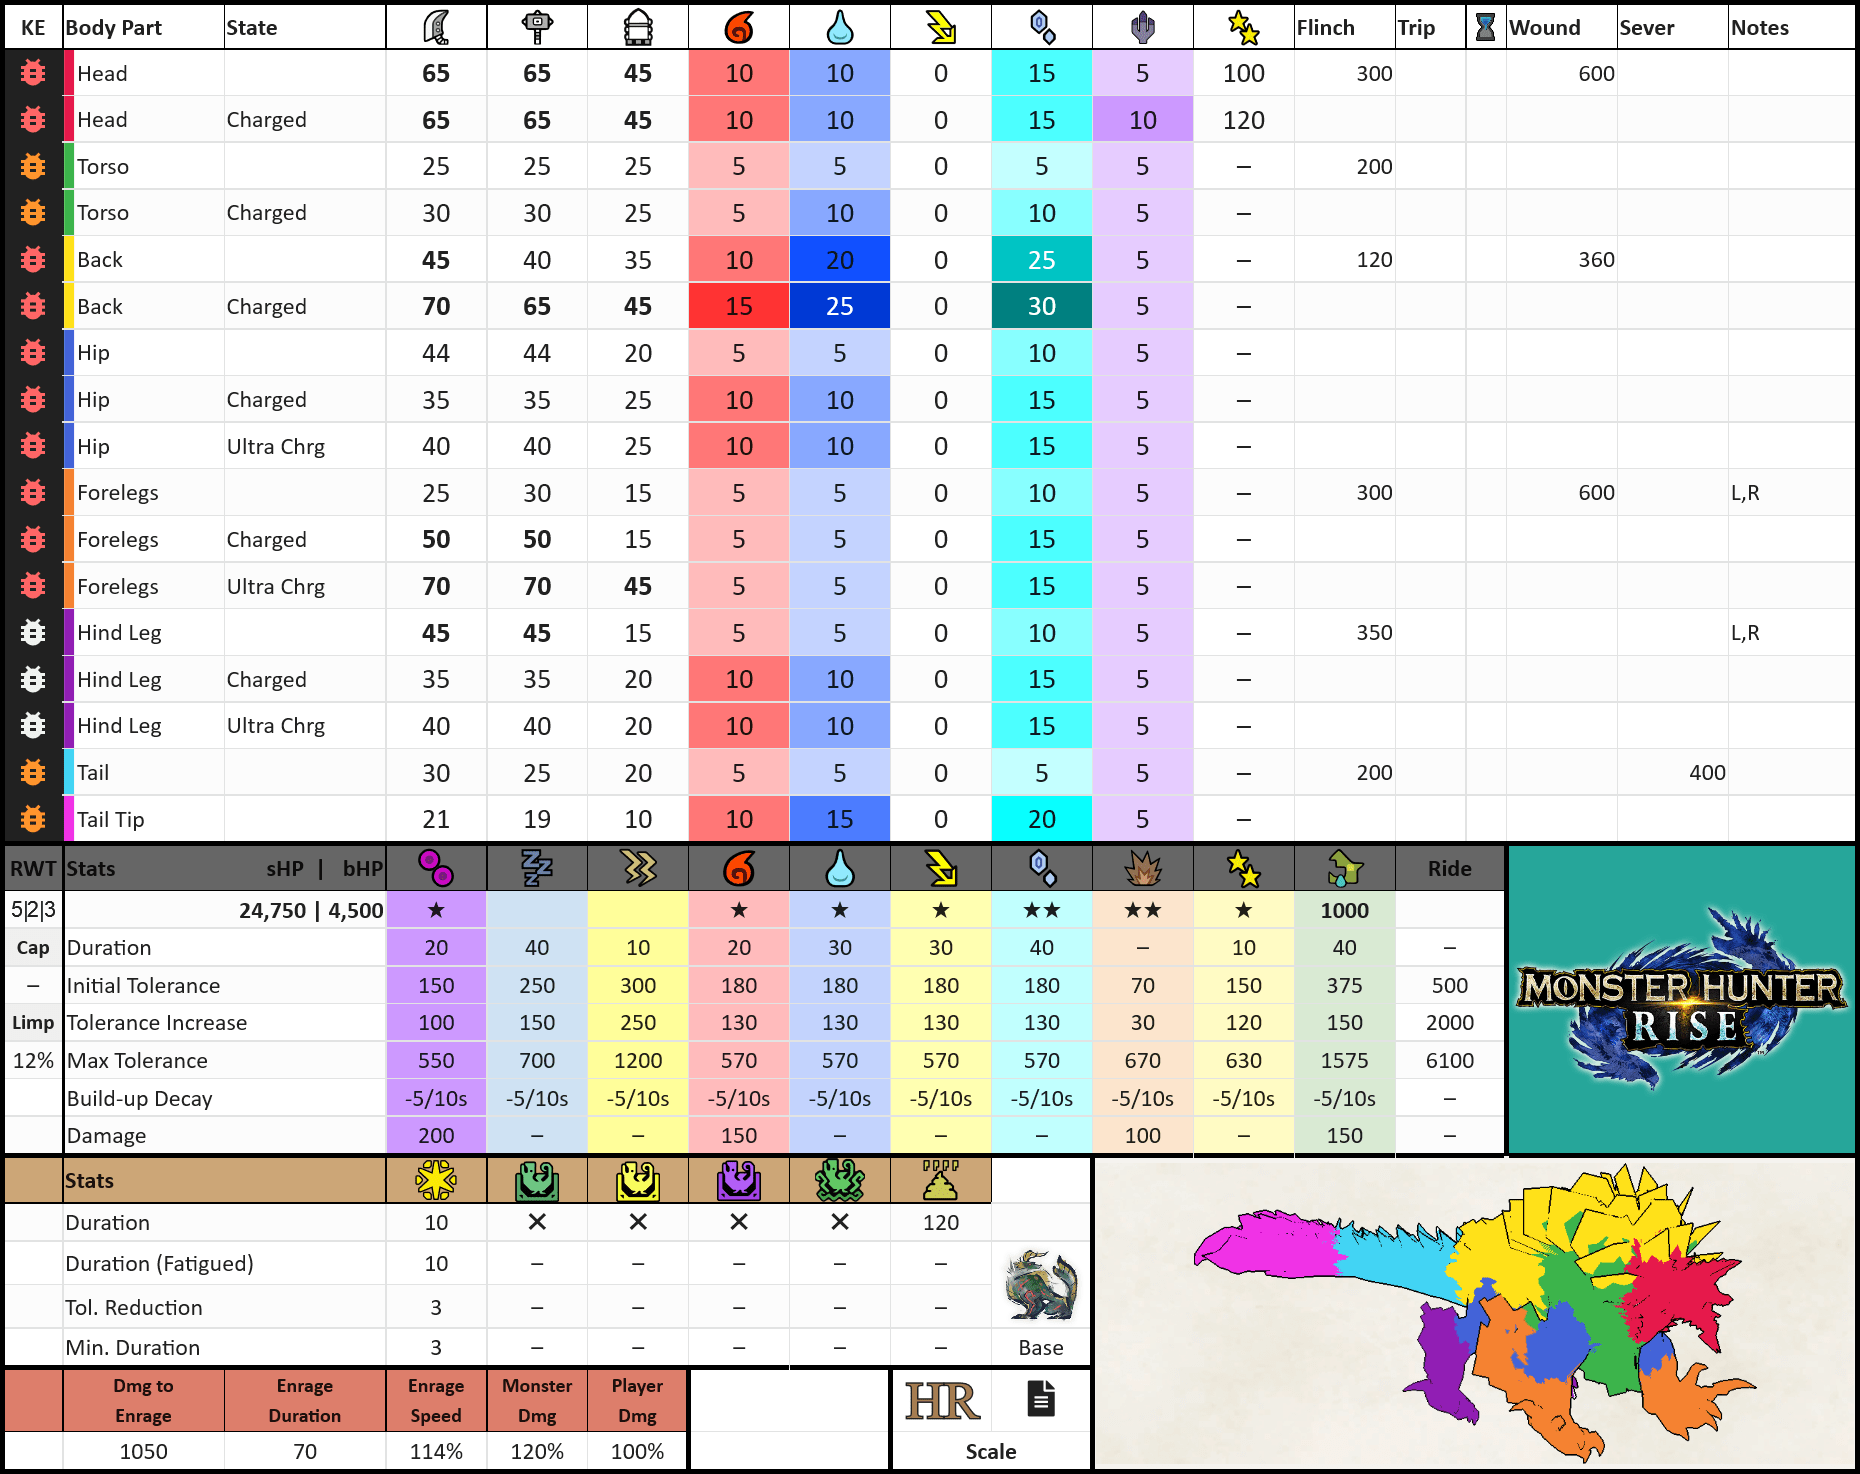 KE Body Part State Flinch Trip Wound Sever Notes
Head 65 65 45 10 10 0 15 5 100 300 600
Head Charged 65 65 45 10 10 0 15 10 120
Torso 25 25 25 5 5 0 5 5 – 200
Torso Charged 30 30 25 5 10 0 10 5 –
Back 45 40 35 10 20 0 25 5 – 120 360
Back Charged 70 65 45 15 25 0 30 5 –
Hip 44 44 20 5 5 0 10 5 –
Hip Charged 35 35 25 10 10 0 15 5 –
Hip Ultra Chrg 40 40 25 10 10 0 15 5 –
Forelegs 25 30 15 5 5 0 10 5 – 300 600 L,R
Forelegs Charged 50 50 15 5 5 0 15 5 –
Forelegs Ultra Chrg 70 70 45 5 5 0 15 5 –
Hind Leg 45 45 15 5 5 0 10 5 – 350 L,R
Hind Leg Charged 35 35 20 10 10 0 15 5 –
Hind Leg Ultra Chrg 40 40 20 10 10 0 15 5 –
Tail 30 25 20 5 5 0 5 5 – 200 400
Tail Tip 21 19 10 10 15 0 20 5 –
RWT Stats sHP | bHP Ride
5|2|3 24,750 | 4,500 ★ ★ ★ ★ ★★ ★★ ★ 1000
Cap Duration 20 40 10 20 30 30 40 – 10 40 –
– Initial Tolerance 150 250 300 180 180 180 180 70 150 375 500
Limp Tolerance Increase 100 150 250 130 130 130 130 30 120 150 2000
12% Max Tolerance 550 700 1200 570 570 570 570 670 630 1575 6100
Build-up Decay -5/10s -5/10s -5/10s -5/10s -5/10s -5/10s -5/10s -5/10s -5/10s -5/10s –
Damage 200 – – 150 – – – 100 – 150 –
MONSTER HUNTER
RISE
Stats
Duration 10 ✕ ✕ ✕ ✕ 120
Duration (Fatigued) 10 – – – – –
Tol. Reduction 3 – – – – –
Min. Duration 3 – – – – – Base
Dmg to Enrage Enrage Monster Player
Enrage Duration Speed Dmg Dmg
HR
1050 70 114% 120% 100% Scale